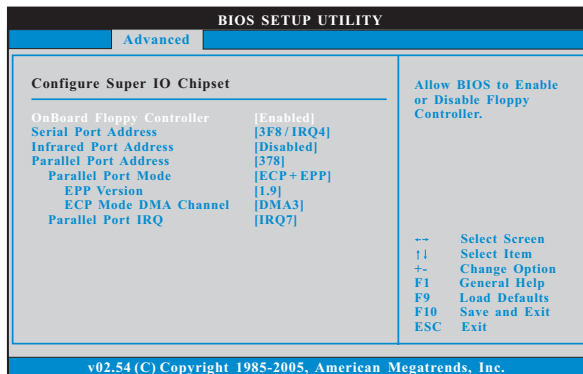 BIOS SETUP UTILITY
Advanced
Configure Super IO Chipset
OnBoard Floppy Controller [Enabled]
Serial Port Address [3F8 / IRQ4]
Infrared Port Address [Disabled]
Parallel Port Address [378]
Parallel Port Mode [ECP + EPP]
EPP Version [1.9]
ECP Mode DMA Channel [DMA3]
Parallel Port IRQ [IRQ7]
Allow BIOS to Enable
or Disable Floppy
Controller.
←→ Select Screen
↑↓ Select Item
+- Change Option
F1 General Help
F9 Load Defaults
F10 Save and Exit
ESC Exit
v02.54 (C) Copyright 1985-2005, American Megatrends, Inc.